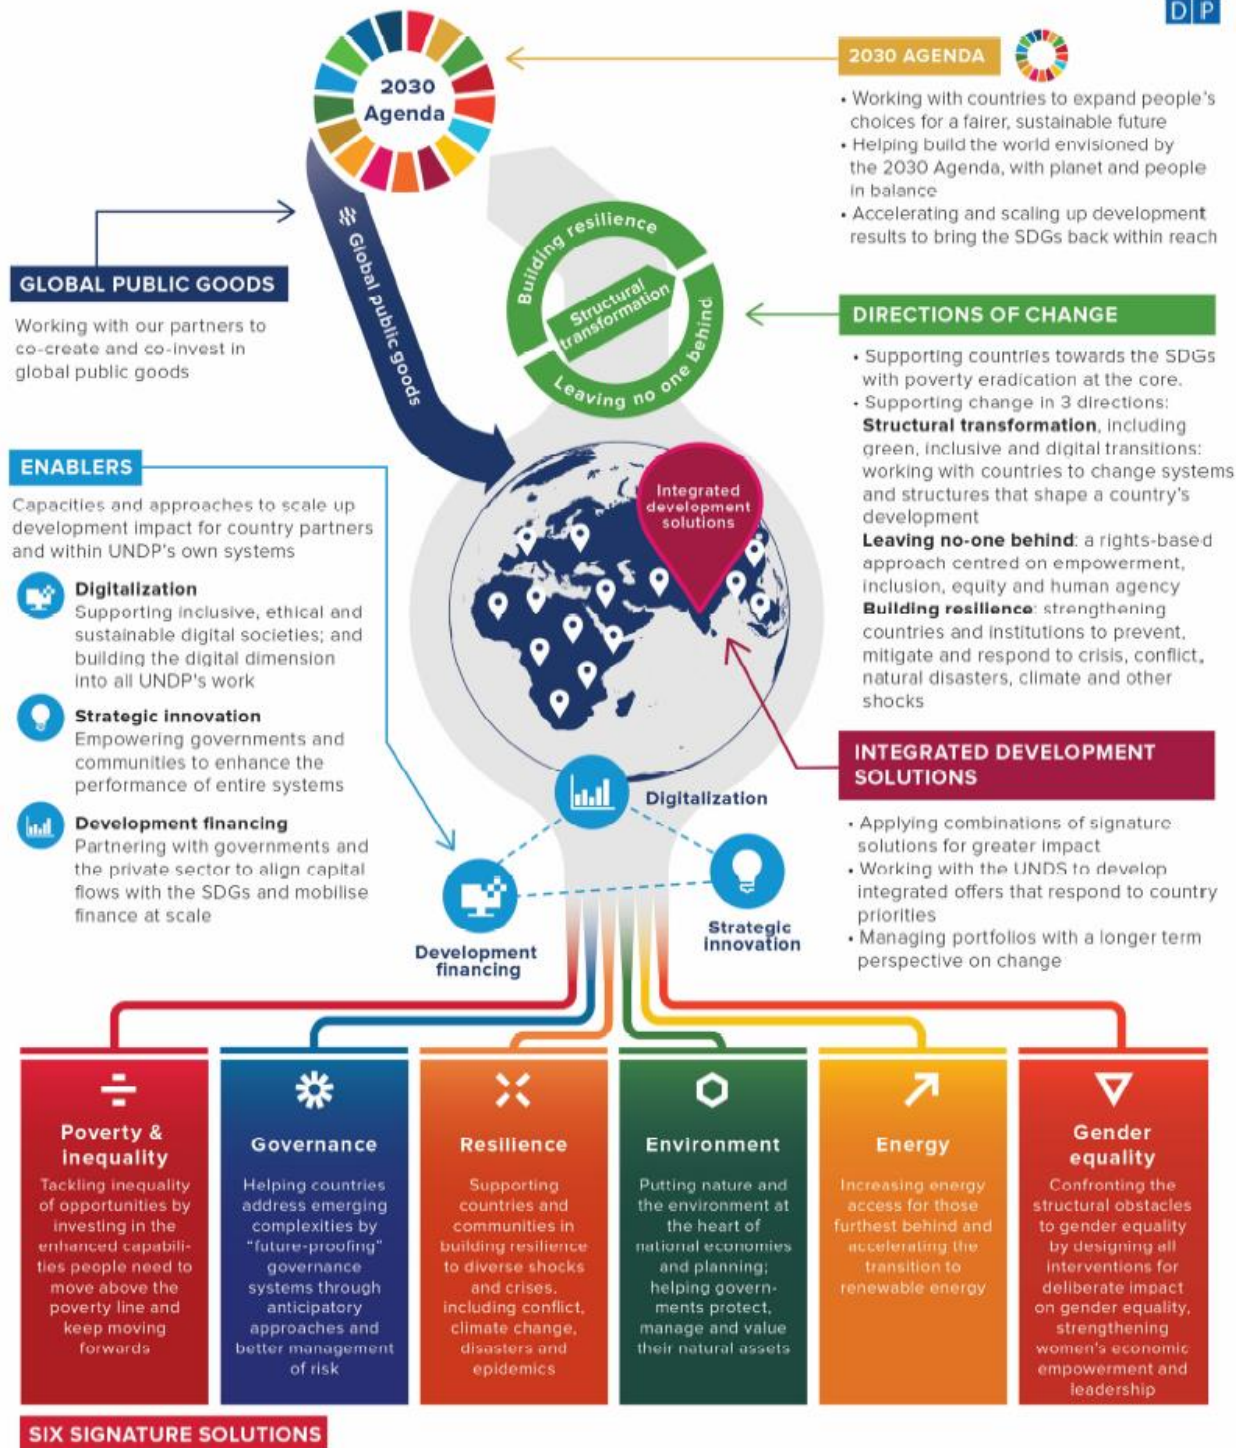 D P
2030
Agenda
2030 AGENDA
• Working with countries to expand people's
choices for a fairer, sustainable future
• Helping build the world envisioned by
the 2030 Agenda, with planet and people
in balance
• Accelerating and scaling up development
results to bring the SDGs back within reach
GLOBAL PUBLIC GOODS
Working with our partners to
co-create and co-invest in
global public goods
Global public goods
Building resilience
Structural
transformation
Leaving no one behind
DIRECTIONS OF CHANGE
• Supporting countries towards the SDGs
with poverty eradication at the core.
• Supporting change in 3 directions:
Structural transformation, including
green, inclusive and digital transitions:
working with countries to change systems
and structures that shape a country's
development
Leaving no-one behind: a rights-based
approach centred on empowerment,
inclusion, equity and human agency
Building resilience: strengthening
countries and institutions to prevent,
mitigate and respond to crisis, conflict,
natural disasters, climate and other
shocks
ENABLERS
Capacities and approaches to scale up
development impact for country partners
and within UNDP's own systems
Digitalization
Supporting inclusive, ethical and
sustainable digital societies; and
building the digital dimension
into all UNDP's work
Strategic innovation
Empowering governments and
communities to enhance the
performance of entire systems
Development financing
Partnering with governments and
the private sector to align capital
flows with the SDGs and mobilise
finance at scale
Integrated
development
solutions
INTEGRATED DEVELOPMENT
SOLUTIONS
• Applying combinations of signature
solutions for greater impact
• Working with the UNDS to develop
integrated offers that respond to country
priorities
• Managing portfolios with a longer term
perspective on change
Digitalization
Strategic
innovation
Development
financing
Poverty &
inequality
Tackling inequality
of opportunities by
investing in the
enhanced capabili-
ties people need to
move above the
poverty line and
keep moving
forwards
Governance
Helping countries
address emerging
complexities by
"future-proofing"
governance
systems through
anticipatory
approaches and
better management
of risk
Resilience
Supporting
countries and
communities in
building resilience
to diverse shocks
and crises.
including conflict,
climate change,
disasters and
epidemics
Environment
Putting nature and
the environment at
the heart of
national economies
and planning;
helping govern-
ments protect,
manage and value
their natural assets
Energy
Increasing energy
access for those
furthest behind and
accelerating the
transition to
renewable energy
Gender
equality
Confronting the
structural obstacles
to gender equality
by designing all
interventions for
deliberate impact
on gender equality,
strengthening
women's economic
empowerment and
leadership
SIX SIGNATURE SOLUTIONS